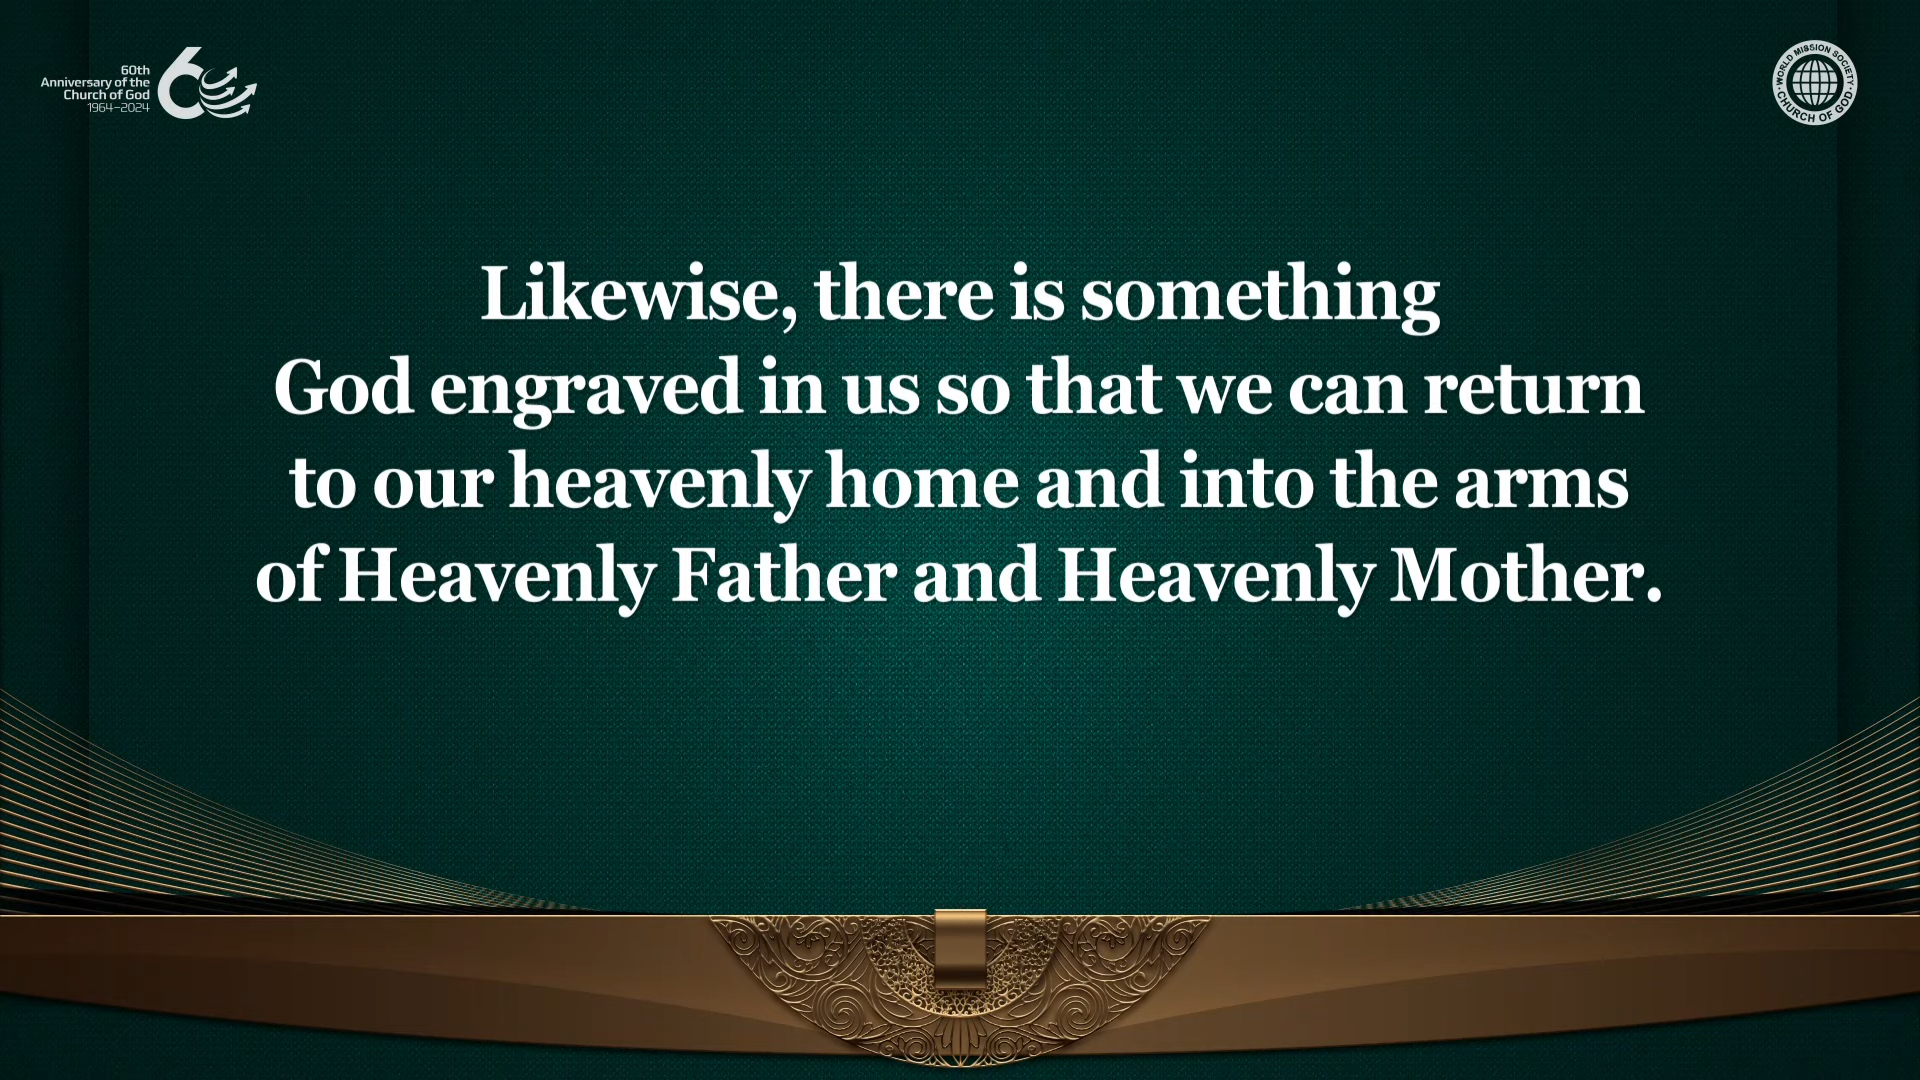 60th
Anniversary of the
Church of God
1964–2024
60
WORLD MISSION SOCIETY
CHURCH OF GOD
Likewise, there is something
God engraved in us so that we can return
to our heavenly home and into the arms
of Heavenly Father and Heavenly Mother.